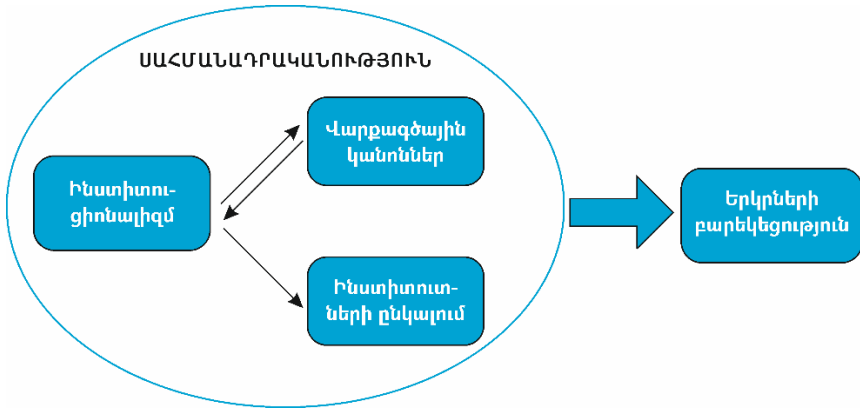 ՍԱՀՄԱՆԱԴՐԱԿԱՆՈՒԹՅՈՒՆ
Վարքագծային
կանոններ
Ինստիտու-
ցիոնալիզմ
Երկրների
բարեկեցություն
Ինստիտուտ-
ների ընկալում